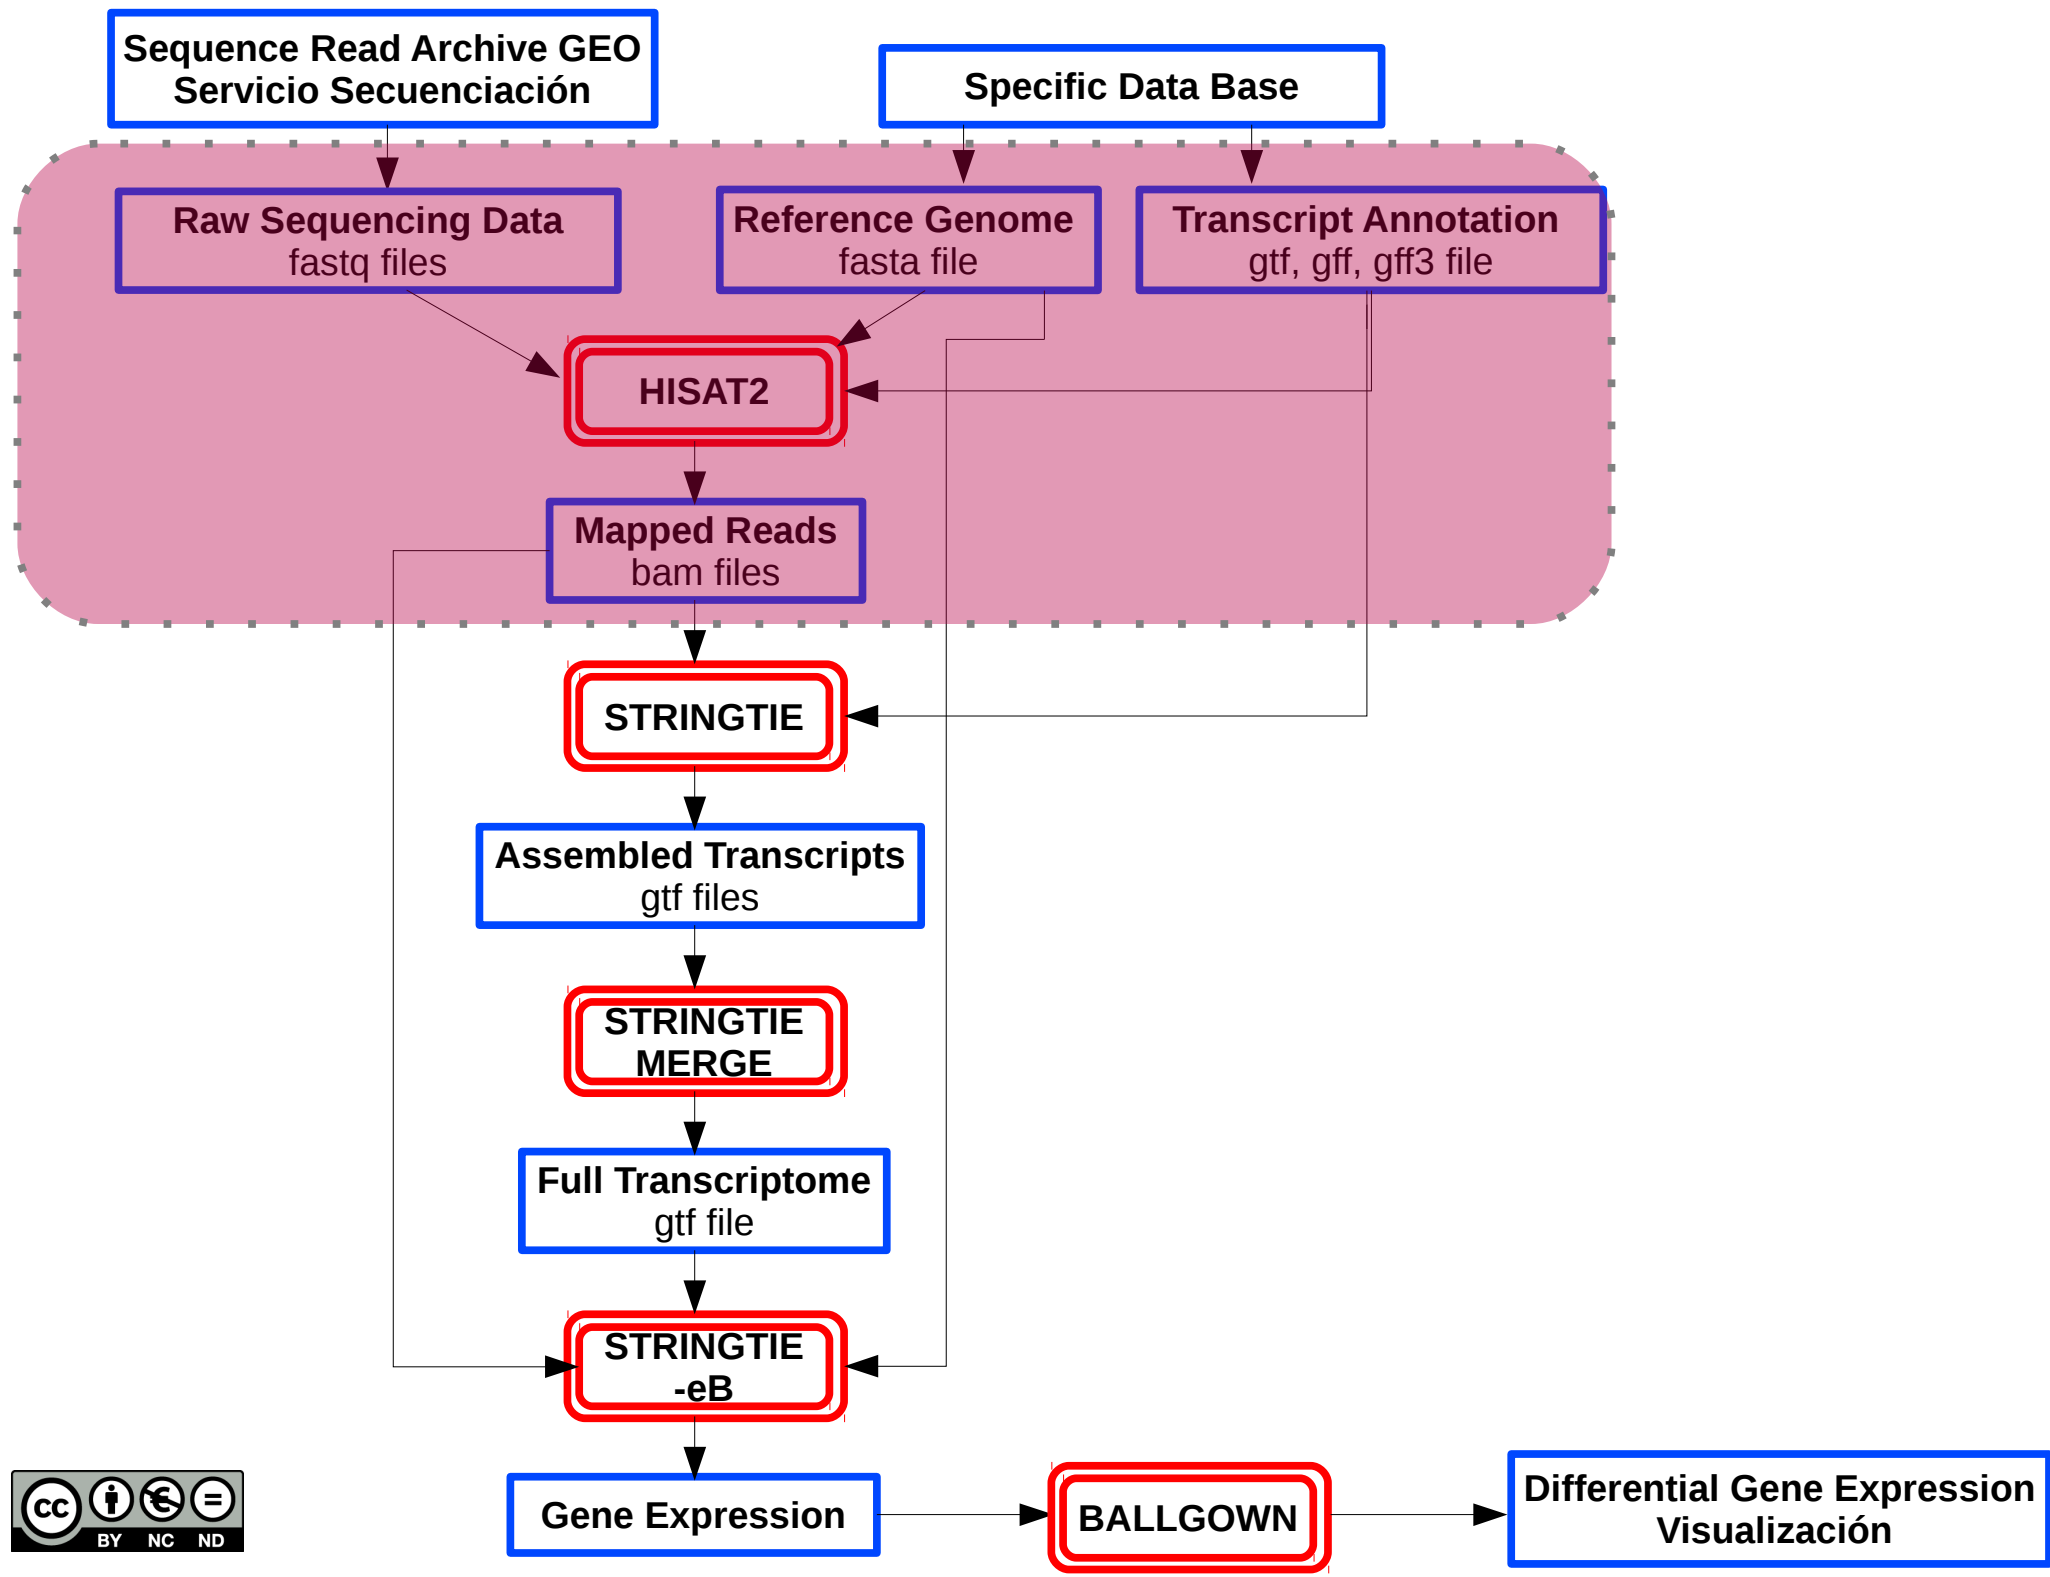 Sequence Read Archive GEO
Servicio Secuenciación
Specific Data Base
Raw Sequencing Data
fastq files
Reference Genome
fasta file
Transcript Annotation
gtf, gff, gff3 file
HISAT2
Mapped Reads
bam files
STRINGTIE
Assembled Transcripts
gtf files
STRINGTIE
MERGE
Full Transcriptome
gtf file
STRINGTIE
-eB
Gene Expression
BALLGOWN
Differential Gene Expression
Visualización
cc
BY NC ND